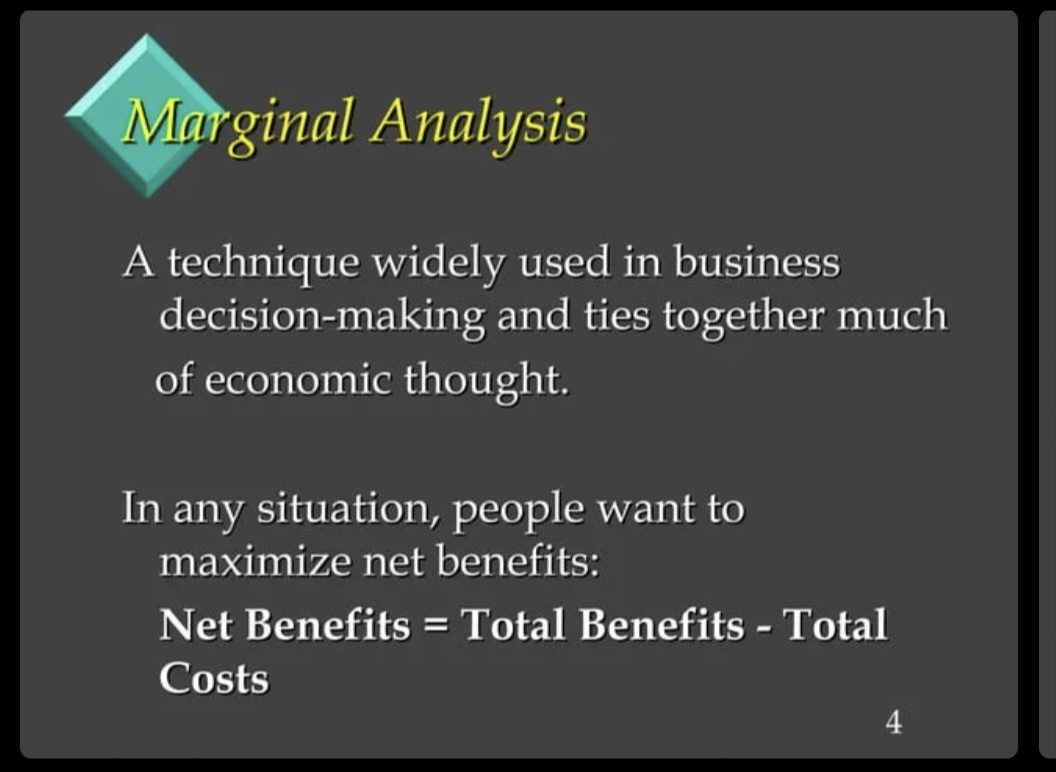 Marginal Analysis
A technique widely used in business
decision-making and ties together much
of economic thought.
In any situation, people want to
maximize net benefits:
Net Benefits = Total Benefits - Total
Costs
4